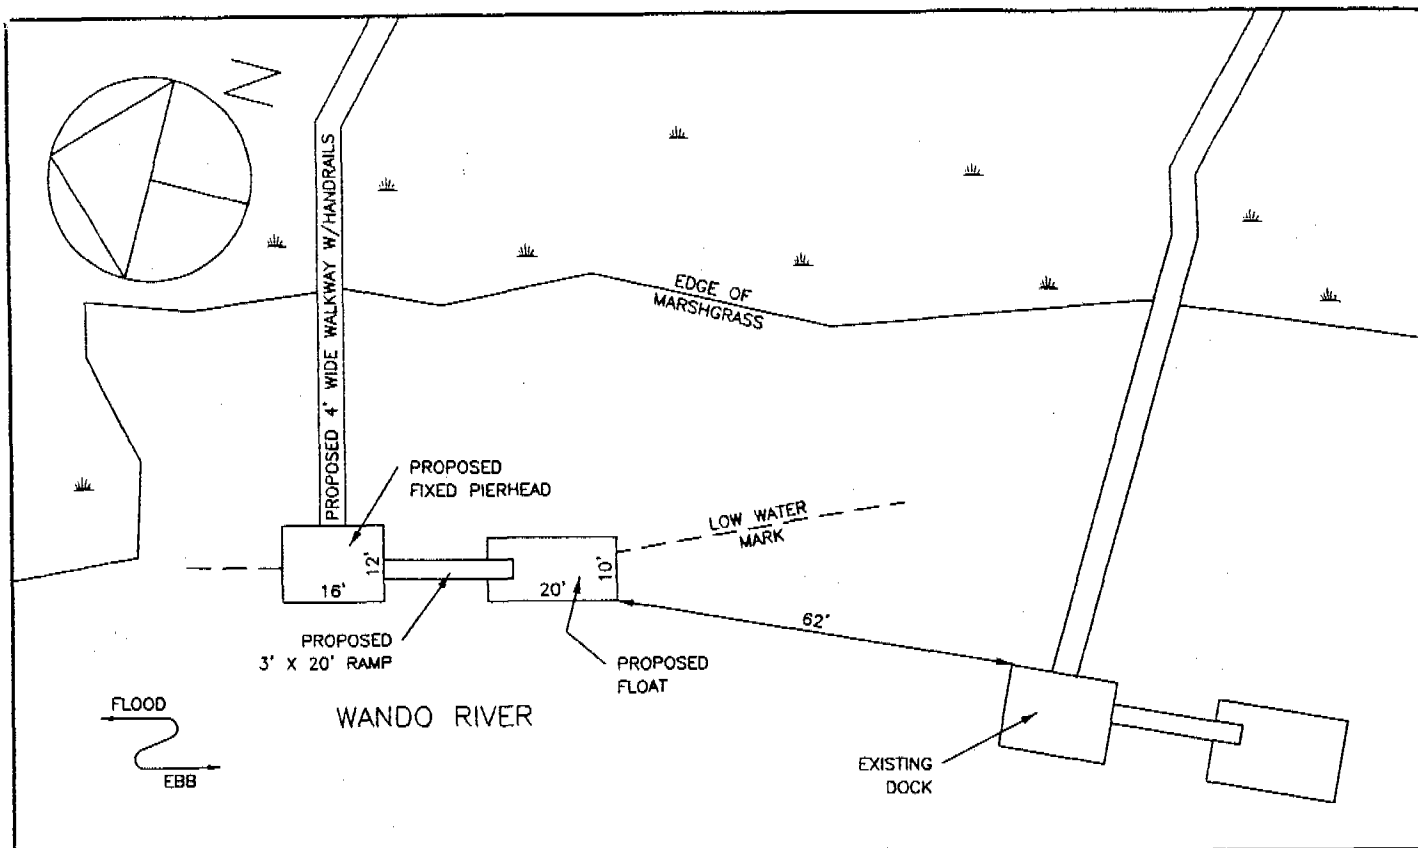 N
PROPOSED 4' WIDE WALKWAY W/HANDRAILS
EDGE OF
MARSHGRASS
PROPOSED
FIXED PIERHEAD
LOW WATER
MARK
12'
16'
10'
20'
62'
PROPOSED
3' X 20' RAMP
PROPOSED
FLOAT
FLOOD
EBB
WANDO RIVER
EXISTING
DOCK